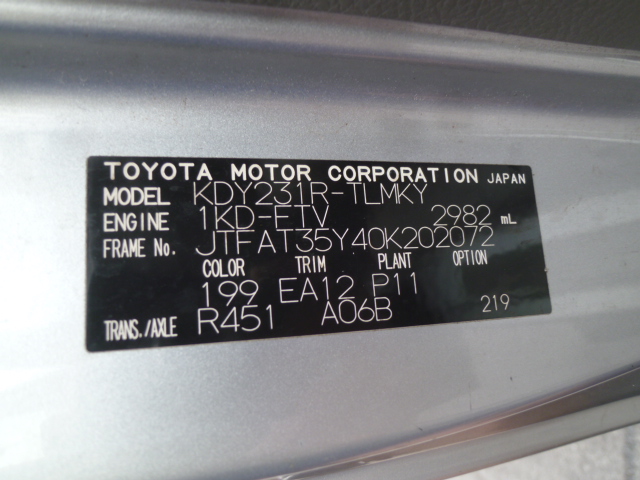 TOYOTA MOTOR CORPORATION JAPAN
MODEL KDY231R-TLMKY
ENGINE 1KD-FTV 2982 mL
FRAME No. JTFAT35Y40K202072
COLOR TRIM PLANT OPTION
199 EA12 P11
TRANS./AXLE R451 A06B 219